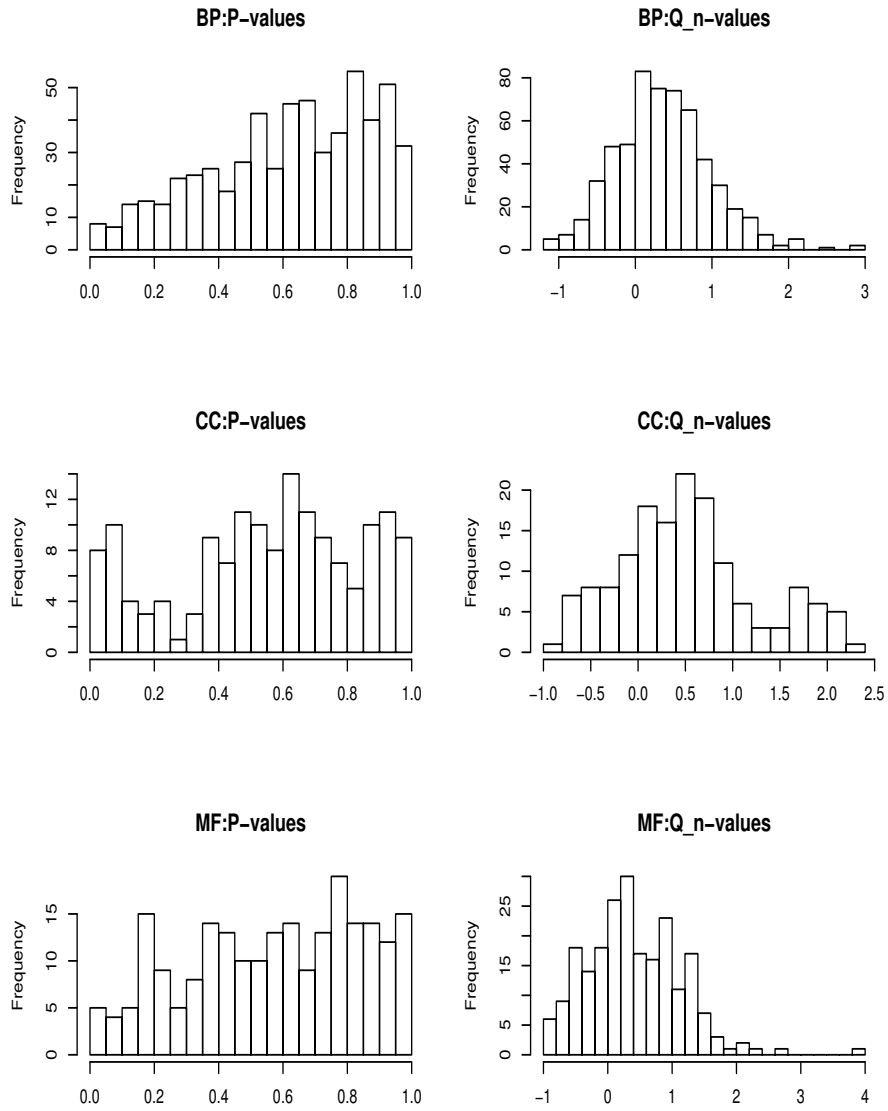 BP:P−values
BP:Q_n−values
Frequency
0 10 30 50
0.0 0.2 0.4 0.6 0.8 1.0
Frequency
0 20 40 60 80
−1 0 1 2 3
CC:P−values
CC:Q_n−values
Frequency
0 4 8 12
0.0 0.2 0.4 0.6 0.8 1.0
Frequency
0 5 10 15 20
−1.0 −0.5 0.0 0.5 1.0 1.5 2.0 2.5
MF:P−values
MF:Q_n−values
Frequency
0 5 10 15
0.0 0.2 0.4 0.6 0.8 1.0
Frequency
0 5 15 25
−1 0 1 2 3 4